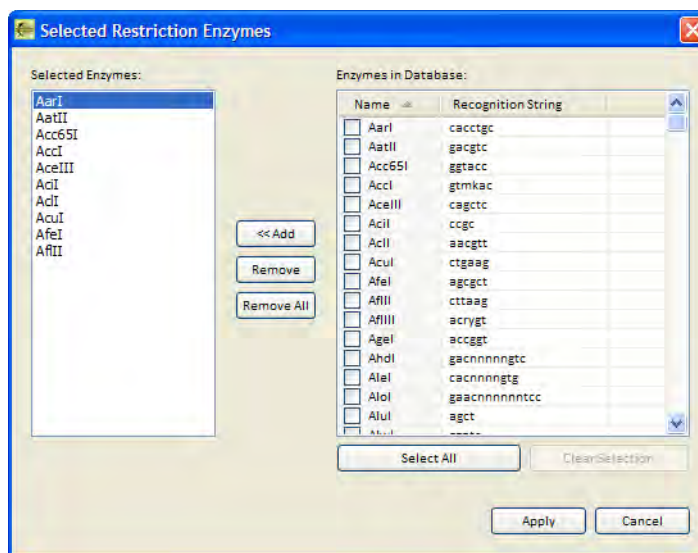 Selected Restriction Enzymes
Selected Enzymes:
AarI
AatII
Acc65I
AccI
AceIII
AciI
AclI
AcuI
AfeI
AflII
<< Add
Remove
Remove All
Enzymes in Database:
Name Recognition String
AarI cacctgc
AatII gacgtc
Acc65I ggtacc
AccI gtmkac
AceIII cagctc
AciI ccgc
AclI aacgtt
AcuI ctgaag
AfeI agcgct
AflII cttaag
AflIII acrygt
AgeI accggt
AhdI gacnnnnngtc
AleI cacnnnngtg
AloI gaacnnnnnntcc
AluI agct
Select All
Clear Selection
Apply
Cancel